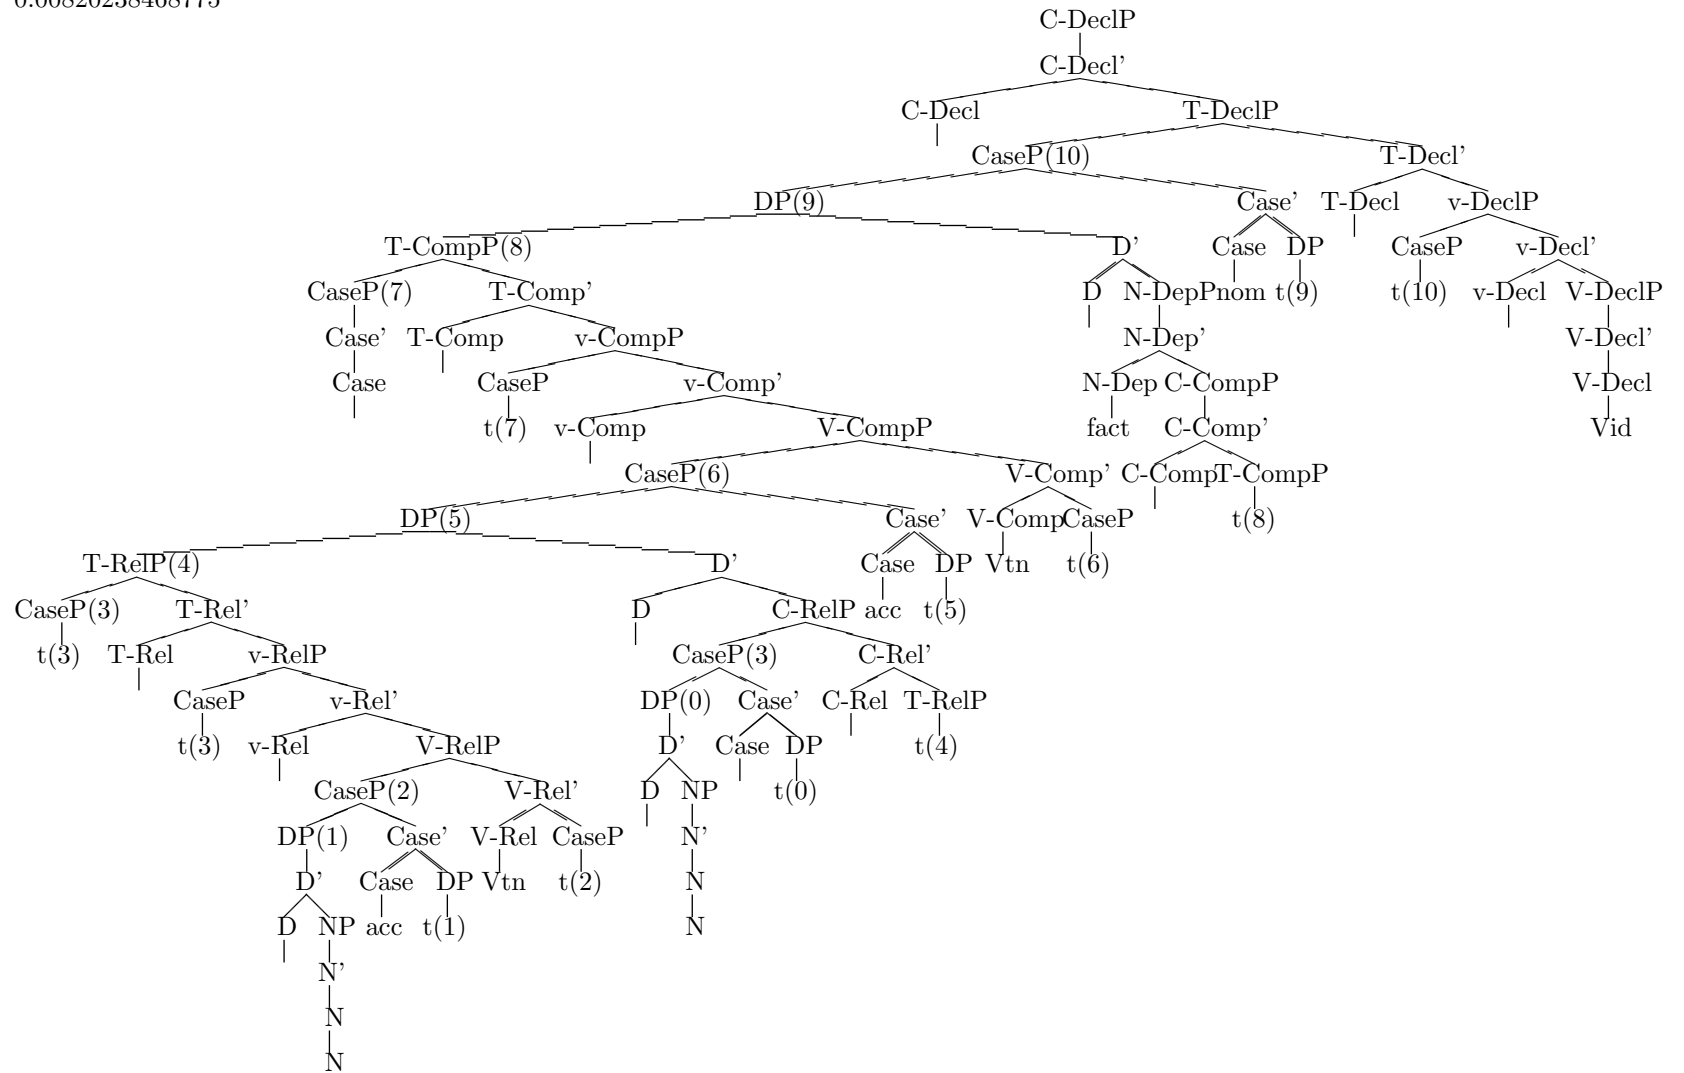 C-DeclP
C-Decl’
C-Decl T-DeclP
CaseP(10) T-Decl’
DP(9) Case’ T-Decl v-DeclP
T-CompP(8) D’ Case DP CaseP v-Decl’
CaseP(7) T-Comp’ D N-DepP nom t(9) t(10) v-Decl V-DeclP
Case’ T-Comp v-CompP N-Dep’ V-Decl’
Case CaseP v-Comp’ N-Dep C-CompP V-Decl
t(7) v-Comp V-CompP fact C-Comp’ Vid
CaseP(6) V-Comp’ C-Comp T-CompP
DP(5) Case’ V-Comp CaseP t(8)
T-RelP(4) D’ Case DP Vtn t(6)
CaseP(3) T-Rel’ D C-RelP acc t(5)
t(3) T-Rel v-RelP CaseP(3) C-Rel’
CaseP v-Rel’ DP(0) Case’ C-Rel T-RelP
t(3) v-Rel V-RelP D’ Case DP t(4)
CaseP(2) V-Rel’ D NP t(0)
DP(1) Case’ V-Rel CaseP N’
D’ Case DP Vtn t(2) N
D NP acc t(1) N
N’
N
N